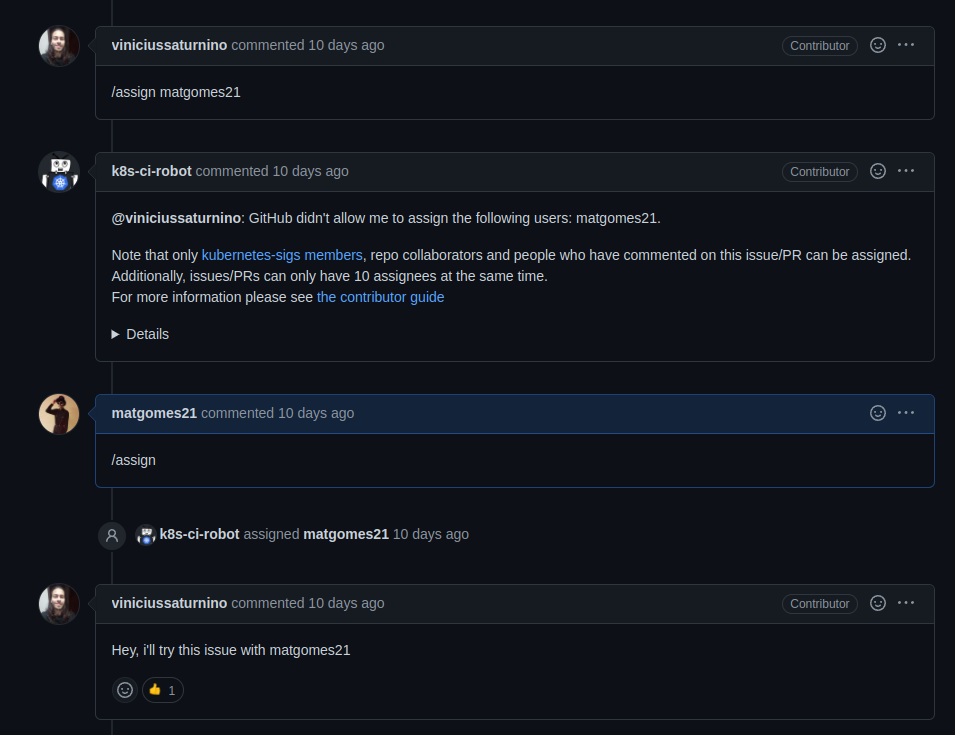 viniciussaturnino commented 10 days ago Contributor
/assign matgomes21
k8s-ci-robot commented 10 days ago Contributor
@viniciussaturnino: GitHub didn't allow me to assign the following users: matgomes21.
Note that only kubernetes-sigs members, repo collaborators and people who have commented on this issue/PR can be assigned.
Additionally, issues/PRs can only have 10 assignees at the same time.
For more information please see the contributor guide
Details
matgomes21 commented 10 days ago
/assign
k8s-ci-robot assigned matgomes21 10 days ago
viniciussaturnino commented 10 days ago Contributor
Hey, i'll try this issue with matgomes21
1